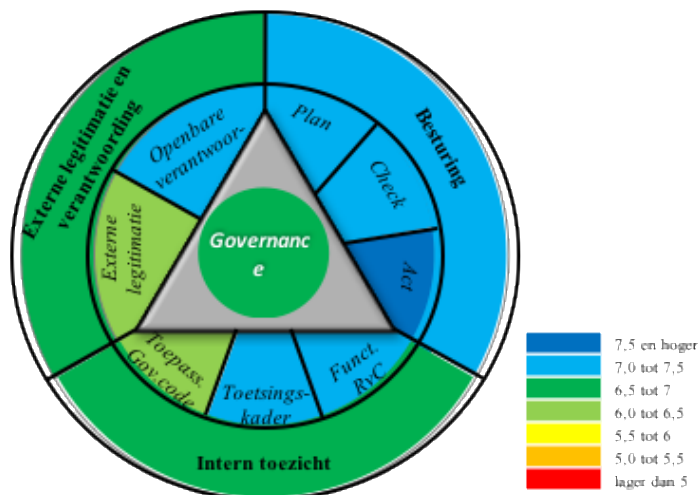 Externe legitimatie en
verantwoording
Besturing
Openbare
verantwoor-
Plan
Check
Act
Externe
legitimatie
Governanc
e
Toepass.
Gov.code
Toetsings-
kader
Funct.
RvC
Intern toezicht
7,5 en hoger
7,0 tot 7,5
6,5 tot 7
6,0 tot 6,5
5,5 tot 6
5,0 tot 5,5
lager dan 5